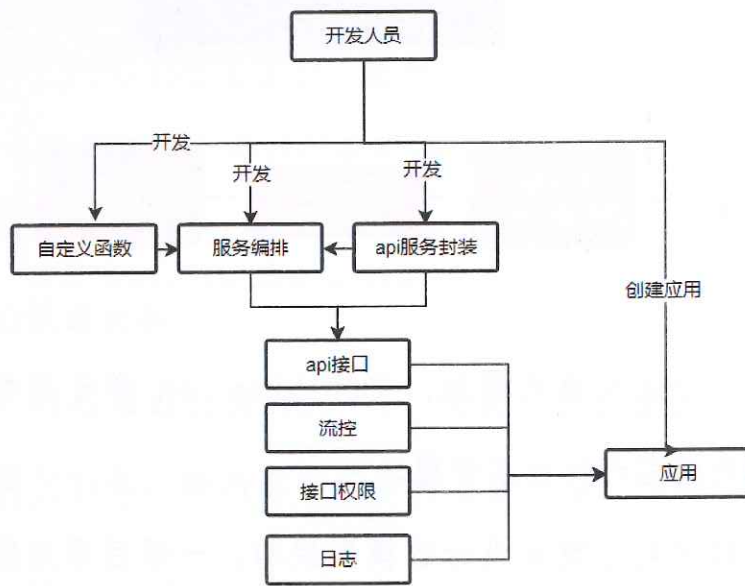 开发人员
开发
开发
开发
自定义函数
服务编排
api服务封装
创建应用
api接口
流控
接口权限
应用
日志